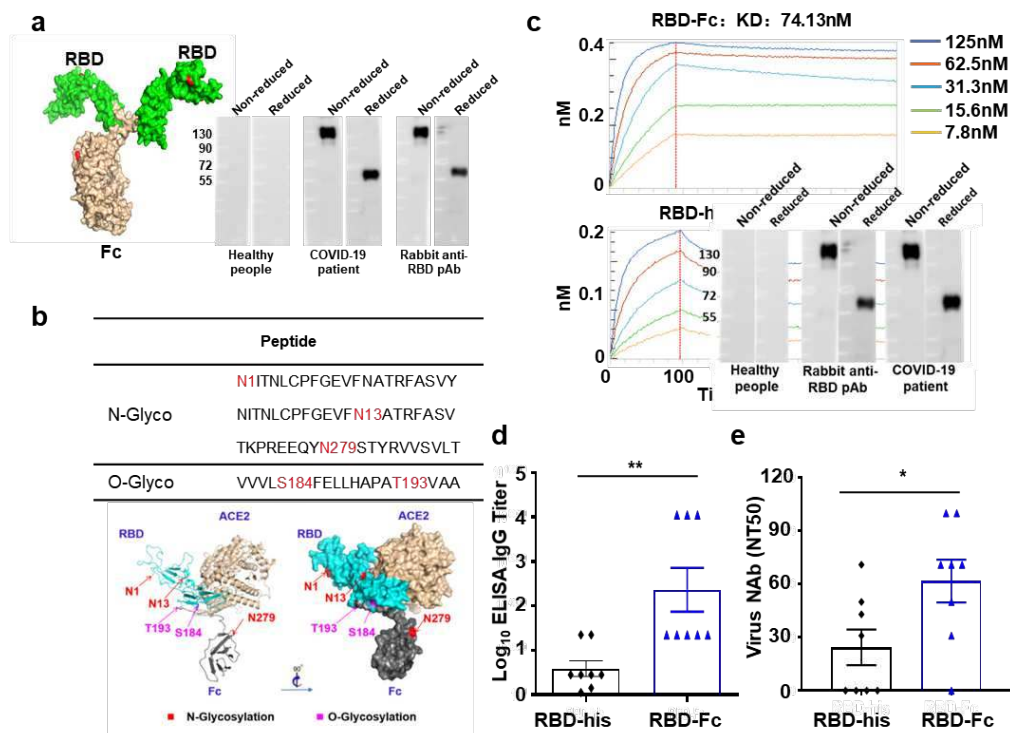 a
RBD
RBD
Fc
Non-reduced
Reduced
Non-reduced
Reduced
Non-reduced
Reduced
130
90
72
55
Healthy people
COVID-19 patient
Rabbit anti-RBD pAb
b
Peptide
N-Glyco
N1ITNLCPFGEVFNATRFASVY
NITNLCPFGEVFN13ATRFASV
TKPREEQYN279STYRVVSVLT
O-Glyco
VVVLS184FELLHAPAT193VAA
RBD
ACE2
N1
N13
T193
S184
N279
Fc
90°
RBD
ACE2
N1
N13
T193
S184
N279
Fc
N-Glycosylation
O-Glycosylation
c
RBD-Fc: KD: 74.13nM
0.4
0.2
0
nM
125nM
62.5nM
31.3nM
15.6nM
7.8nM
RBD-h
0.2
0.1
0
nM
0
100
Ti
Non-reduced
Reduced
Non-reduced
Reduced
Non-reduced
Reduced
130
90
72
55
Healthy people
Rabbit anti-RBD pAb
COVID-19 patient
d
**
Log10 ELISA IgG Titer
5
4
3
2
1
0
RBD-his
RBD-Fc
e
*
Virus NAb (NT50)
120
90
60
30
0
RBD-his
RBD-Fc